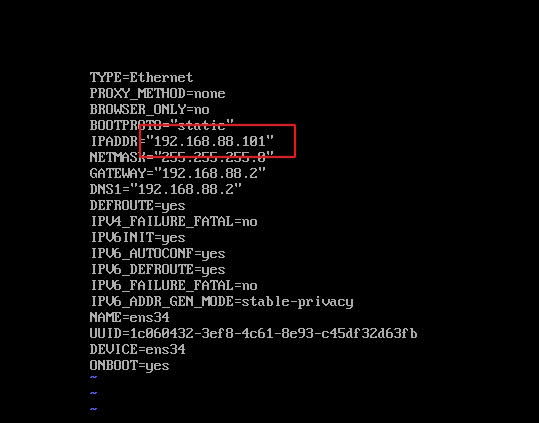 TYPE=Ethernet
PROXY_METHOD=none
BROWSER_ONLY=no
BOOTPROTO="static"
IPADDR="192.168.88.101"
NETMASK="255.255.255.0"
GATEWAY="192.168.88.2"
DNS1="192.168.88.2"
DEFROUTE=yes
IPV4_FAILURE_FATAL=no
IPV6INIT=yes
IPV6_AUTOCONF=yes
IPV6_DEFROUTE=yes
IPV6_FAILURE_FATAL=no
IPV6_ADDR_GEN_MODE=stable-privacy
NAME=ens34
UUID=1c060432-3ef8-4c61-8e93-c45df32d63fb
DEVICE=ens34
ONBOOT=yes
~
~
~